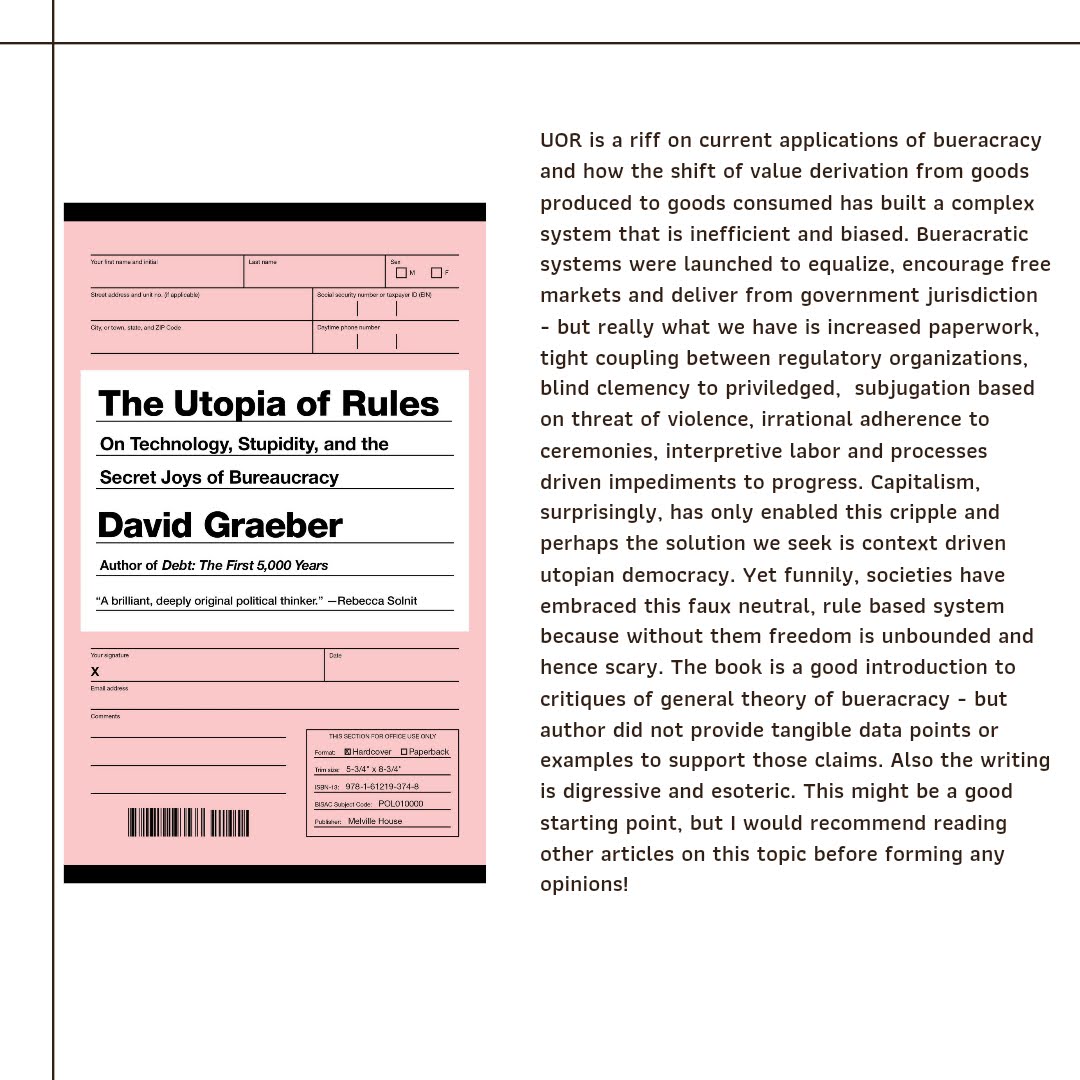 Your first name and initial
Last name
Sex
M
F
Street address and unit no. (if applicable)
Social security number or taxpayer ID (EIN)
City, or town, state, and ZIP Code
Daytime phone number
The Utopia of Rules
On Technology, Stupidity, and the
Secret Joys of Bureaucracy
David Graeber
Author of Debt: The First 5,000 Years
“A brilliant, deeply original political thinker.” —Rebecca Solnit
Your signature
Date
X
Email address
Comments
THIS SECTION FOR OFFICE USE ONLY
Format: Hardcover Paperback
Trim size: 5-3/4" x 8-3/4"
ISBN-13: 978-1-61219-374-8
BISAC Subject Code: POL010000
Publisher: Melville House
UOR is a riff on current applications of bueracracy
and how the shift of value derivation from goods
produced to goods consumed has built a complex
system that is inefficient and biased. Bueracratic
systems were launched to equalize, encourage free
markets and deliver from government jurisdiction
- but really what we have is increased paperwork,
tight coupling between regulatory organizations,
blind clemency to priviledged,  subjugation based
on threat of violence, irrational adherence to
ceremonies, interpretive labor and processes
driven impediments to progress. Capitalism,
surprisingly, has only enabled this cripple and
perhaps the solution we seek is context driven
utopian democracy. Yet funnily, societies have
embraced this faux neutral, rule based system
because without them freedom is unbounded and
hence scary. The book is a good introduction to
critiques of general theory of bueracracy - but
author did not provide tangible data points or
examples to support those claims. Also the writing
is digressive and esoteric. This might be a good
starting point, but I would recommend reading
other articles on this topic before forming any
opinions!